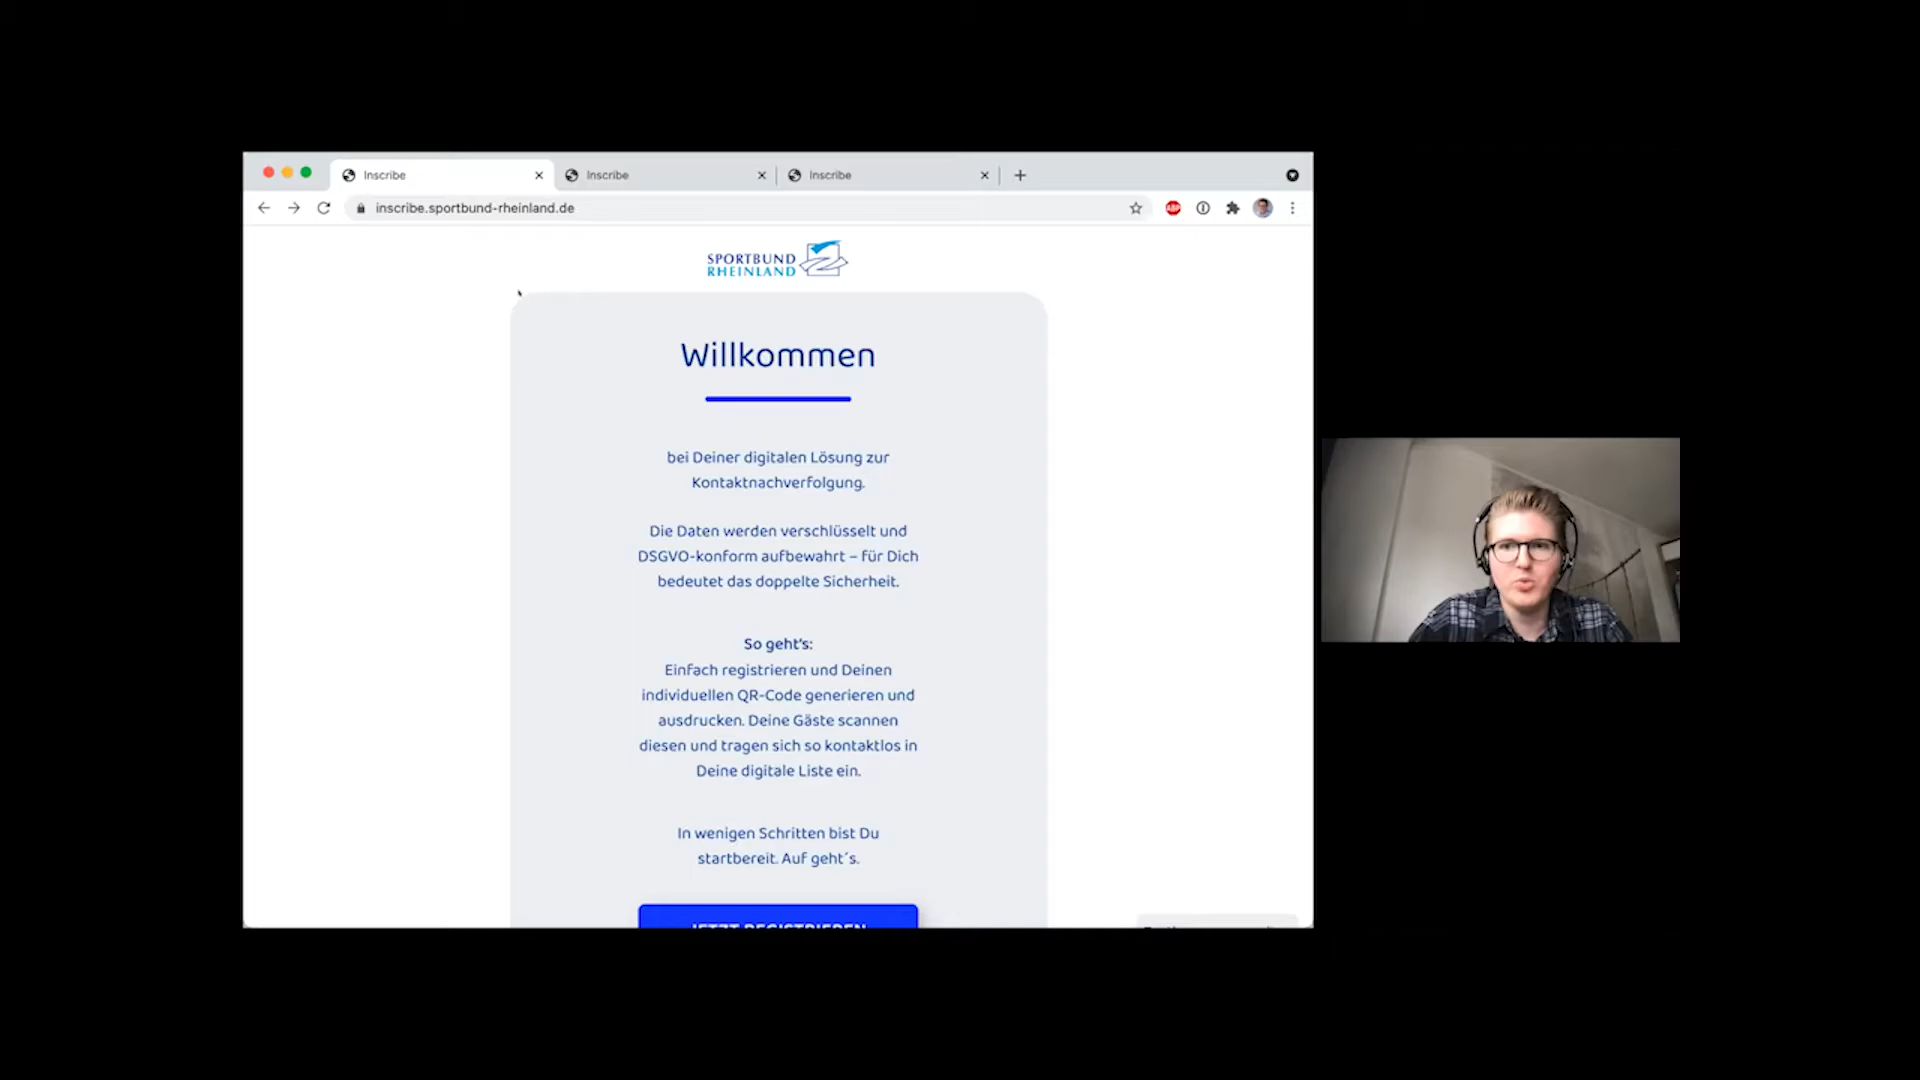 Inscribe
Inscribe
Inscribe
inscribe.sportbund-rheinland.de
ABP
SPORTBUND
RHEINLAND
Willkommen
bei Deiner digitalen Lösung zur
Kontaktnachverfolgung.
Die Daten werden verschlüsselt und
DSGVO-konform aufbewahrt – für Dich
bedeutet das doppelte Sicherheit.
So geht's:
Einfach registrieren und Deinen
individuellen QR-Code generieren und
ausdrucken. Deine Gäste scannen
diesen und tragen sich so kontaktlos in
Deine digitale Liste ein.
In wenigen Schritten bist Du
startbereit. Auf geht´s.
JETZT REGISTRIEREN